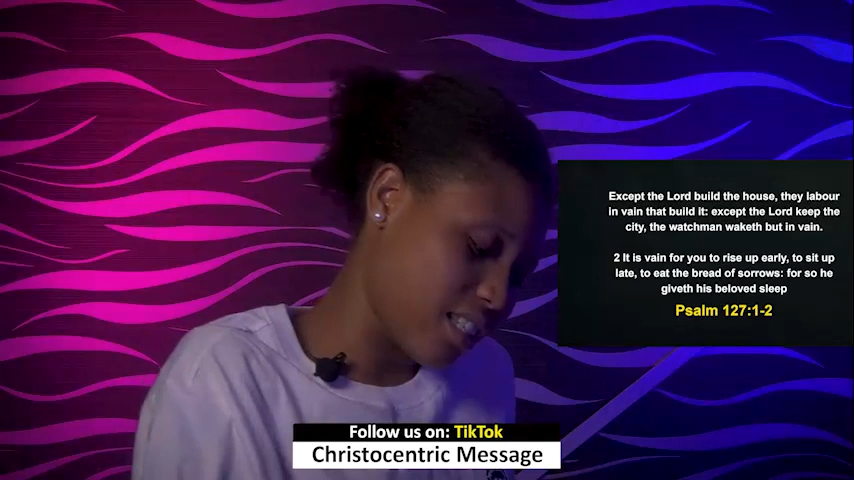 Except the Lord build the house, they labour
in vain that build it: except the Lord keep the
city, the watchman waketh but in vain.
2 It is vain for you to rise up early, to sit up
late, to eat the bread of sorrows: for so he
giveth his beloved sleep
Psalm 127:1-2
Follow us on: TikTok
Christocentric Message